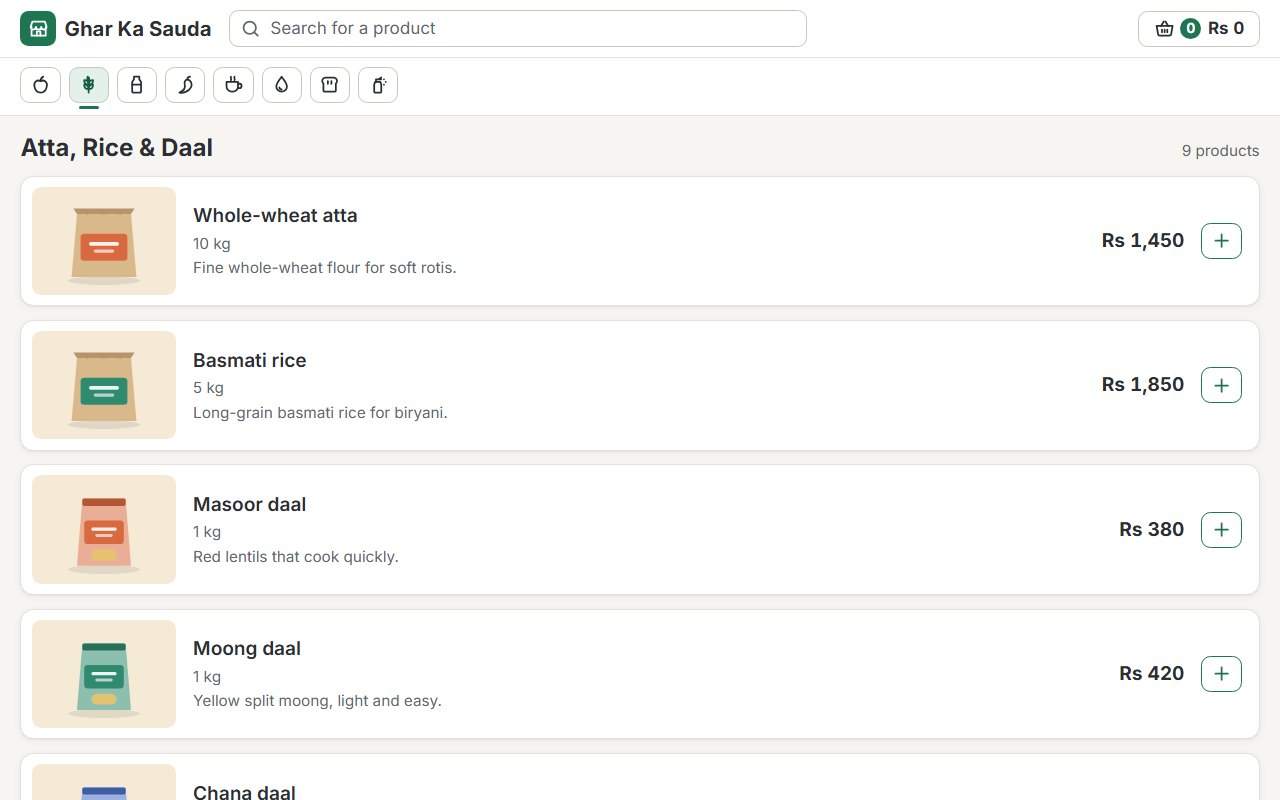 Ghar Ka Sauda
Search for a product
0 Rs 0
Atta, Rice & Daal
9 products
Whole-wheat atta
10 kg
Fine whole-wheat flour for soft rotis.
Rs 1,450
Basmati rice
5 kg
Long-grain basmati rice for biryani.
Rs 1,850
Masoor daal
1 kg
Red lentils that cook quickly.
Rs 380
Moong daal
1 kg
Yellow split moong, light and easy.
Rs 420
Chana daal